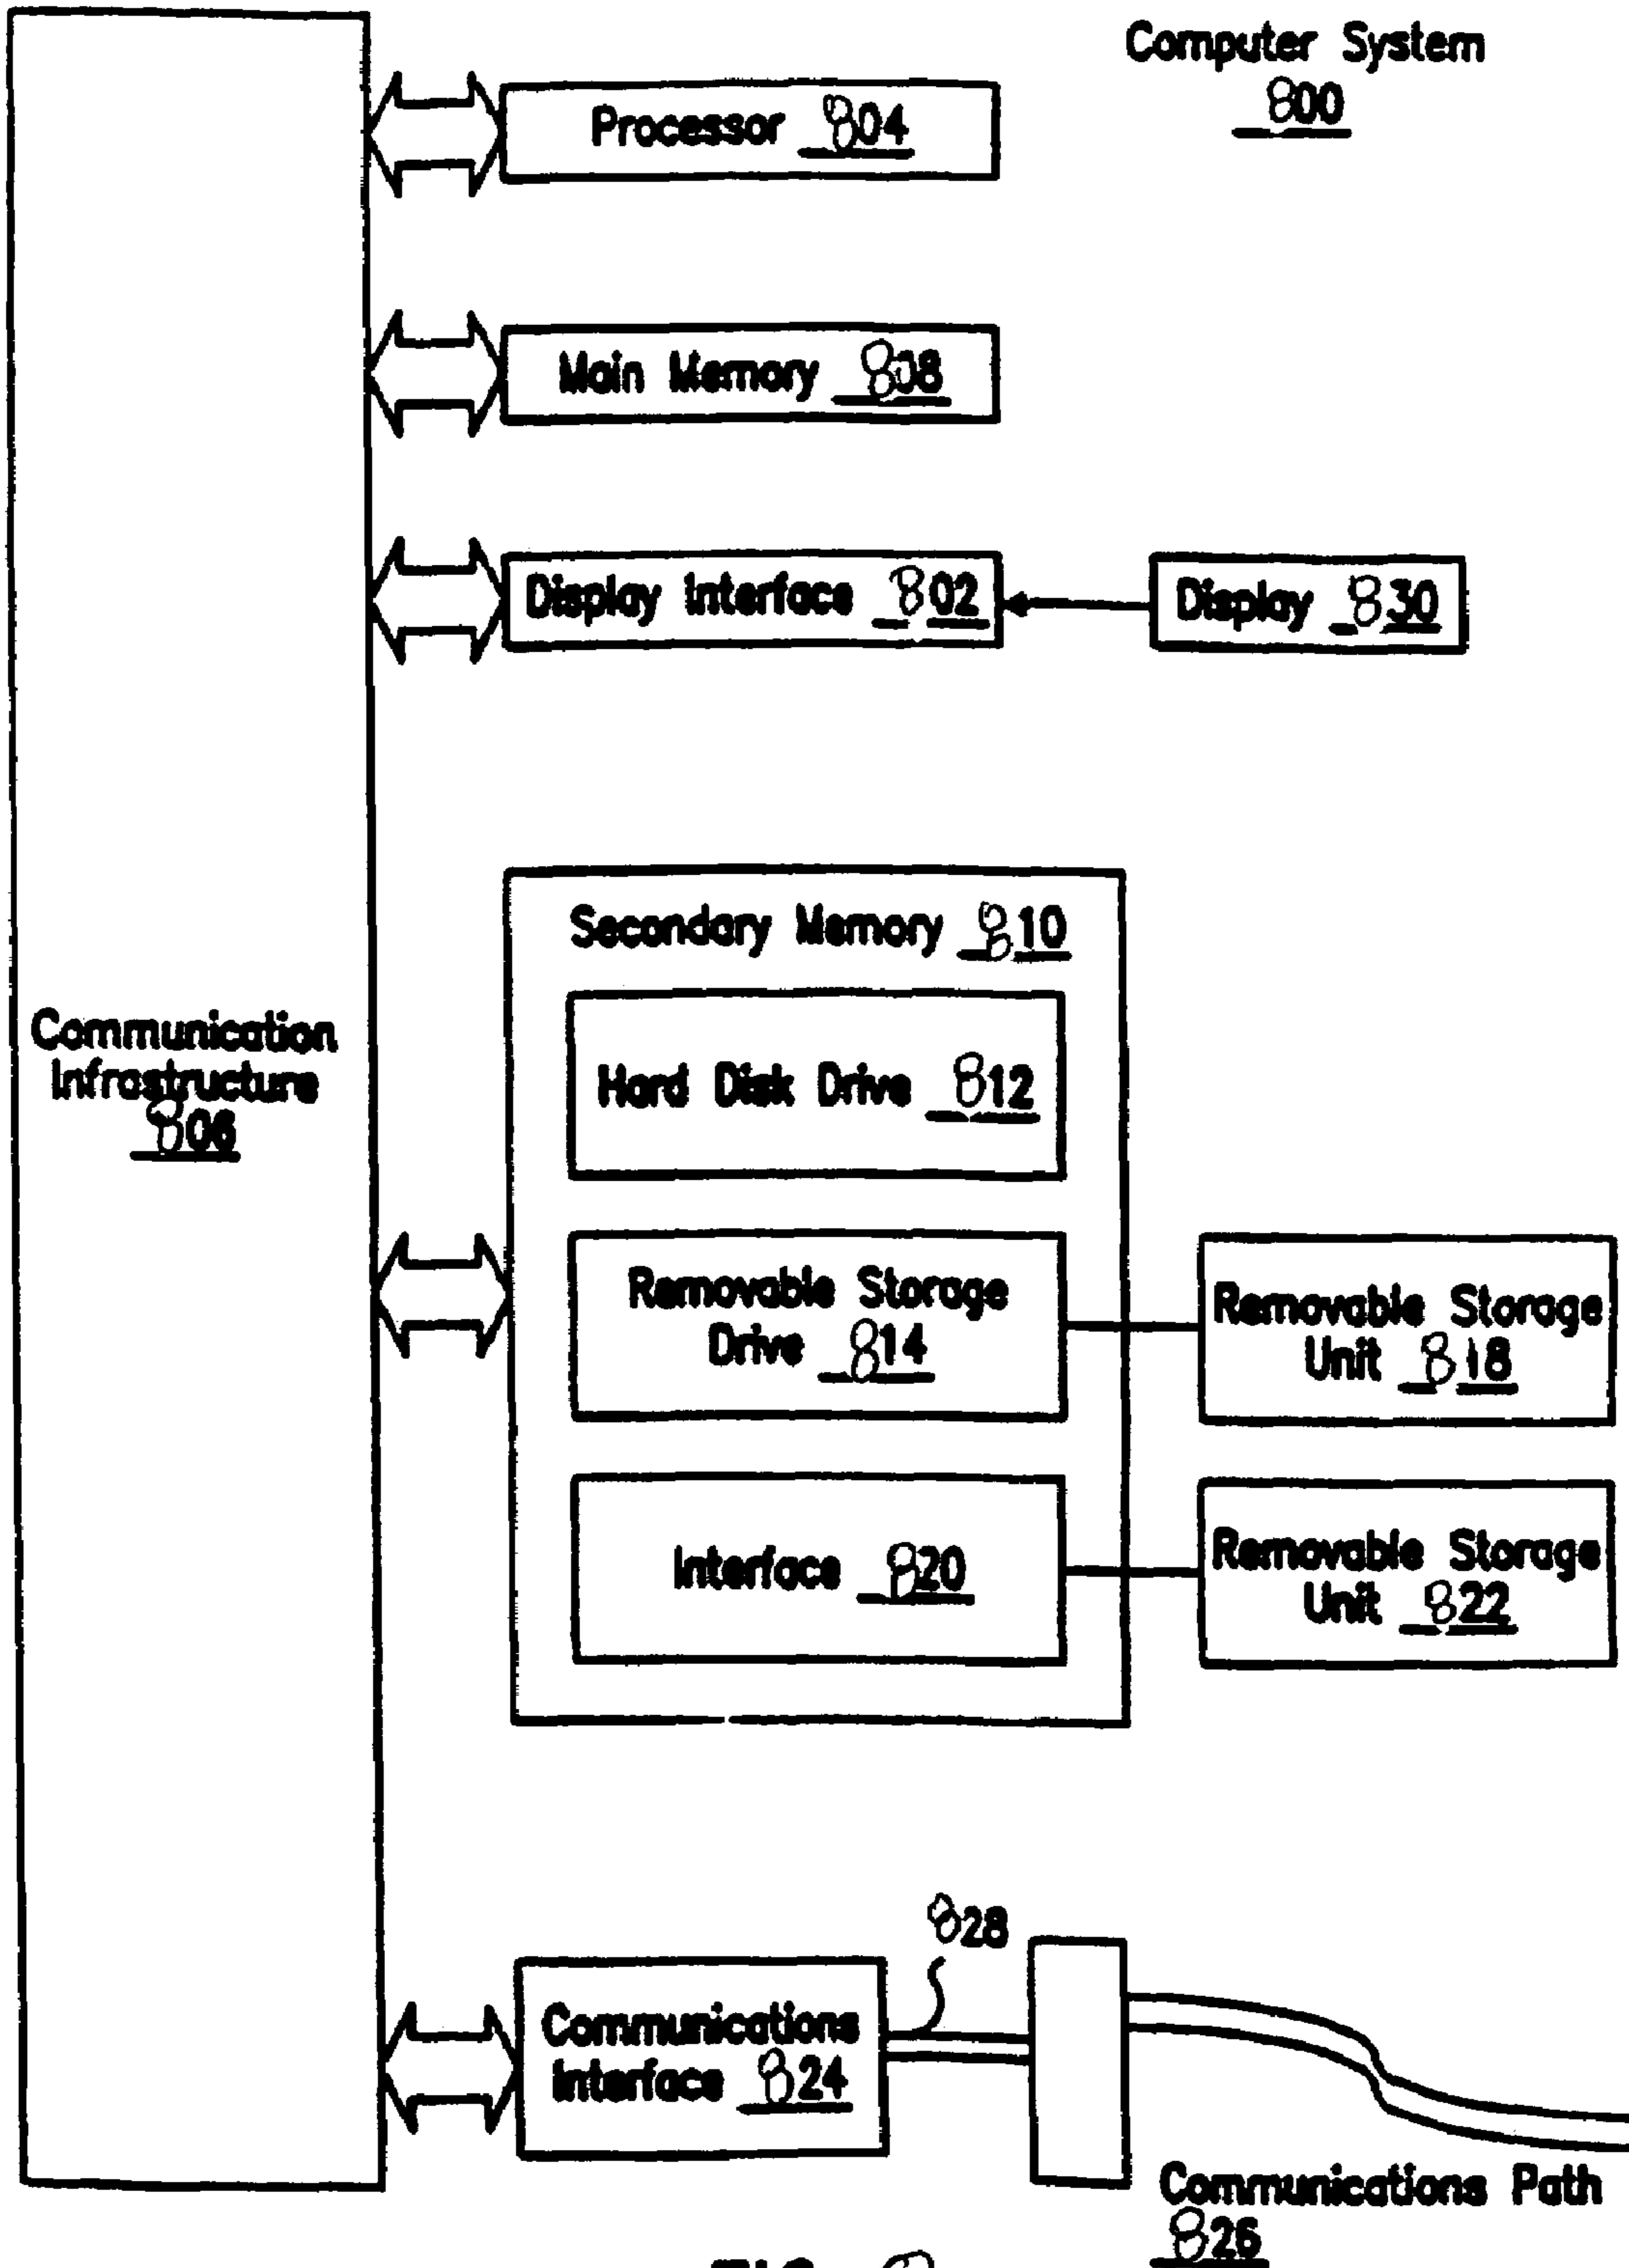 Computer System
800
Processor 804
Main Memory 808
Display Interface 802
Display 830
Secondary Memory 810
Hard Disk Drive 812
Communication
Infrastructure
806
Removable Storage
Drive 814
Removable Storage
Unit 818
Interface 820
Removable Storage
Unit 822
828
Communications
Interface 824
Communications Path
826
FIG. 8